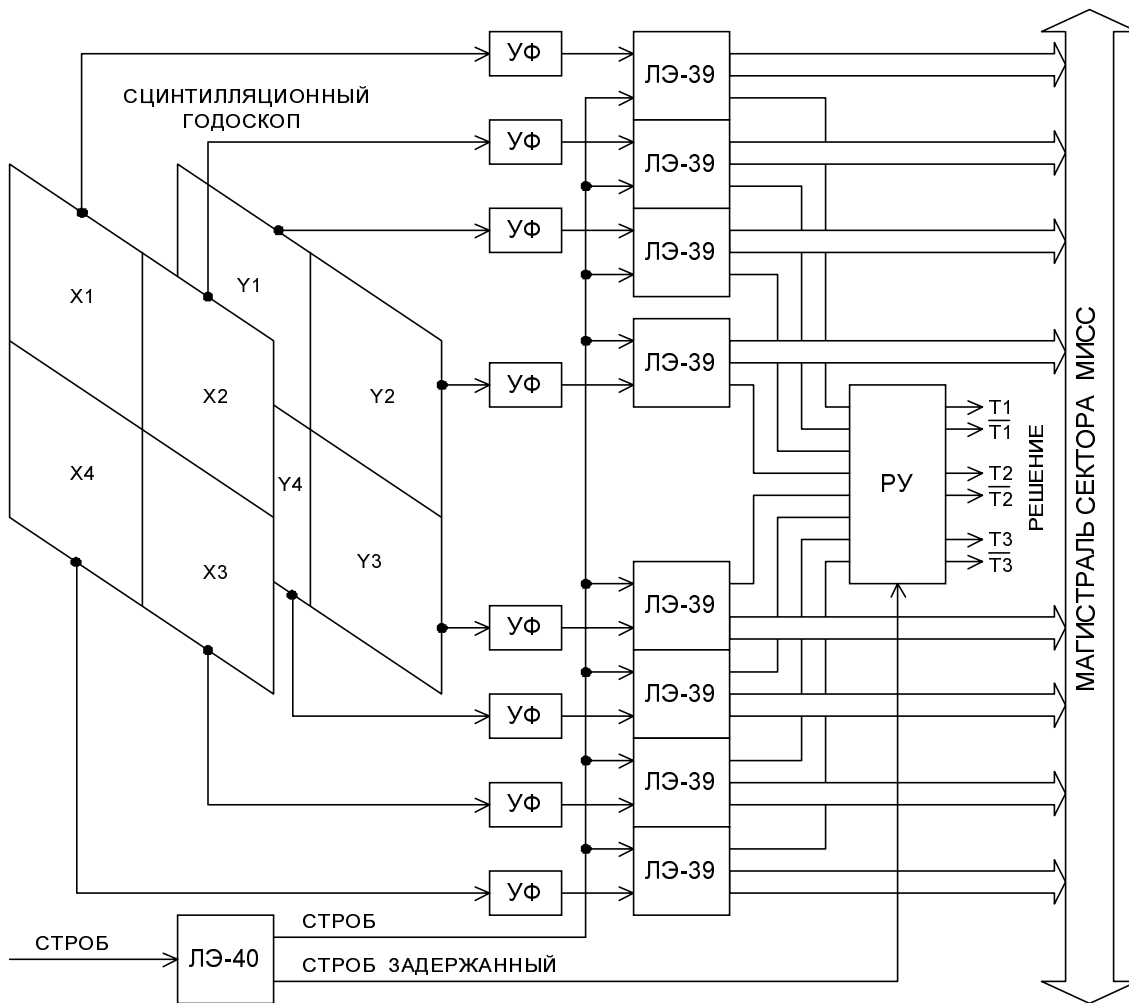 УФ
ЛЭ-39
СЦИНТИЛЛЯЦИОННЫЙ
ГОДОСКОП
УФ
ЛЭ-39
УФ
ЛЭ-39
X1
Y1
X2
Y2
УФ
ЛЭ-39
X4
Y4
X3
Y3
РУ
T1
T1
T2
T2
T3
T3
РЕШЕНИЕ
МАГИСТРАЛЬ СЕКТОРА МИСС
УФ
ЛЭ-39
УФ
ЛЭ-39
УФ
ЛЭ-39
УФ
ЛЭ-39
СТРОБ
ЛЭ-40
СТРОБ
СТРОБ ЗАДЕРЖАННЫЙ